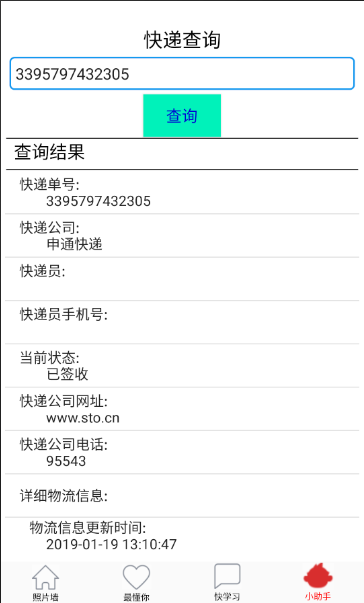 快递查询
3395797432305
查询
查询结果
快递单号:
3395797432305
快递公司:
申通快递
快递员:
快递员手机号:
当前状态:
已签收
快递公司网址:
www.sto.cn
快递公司电话:
95543
详细物流信息:
物流信息更新时间:
2019-01-19 13:10:47
照片墙 最懂你 快学习 小助手